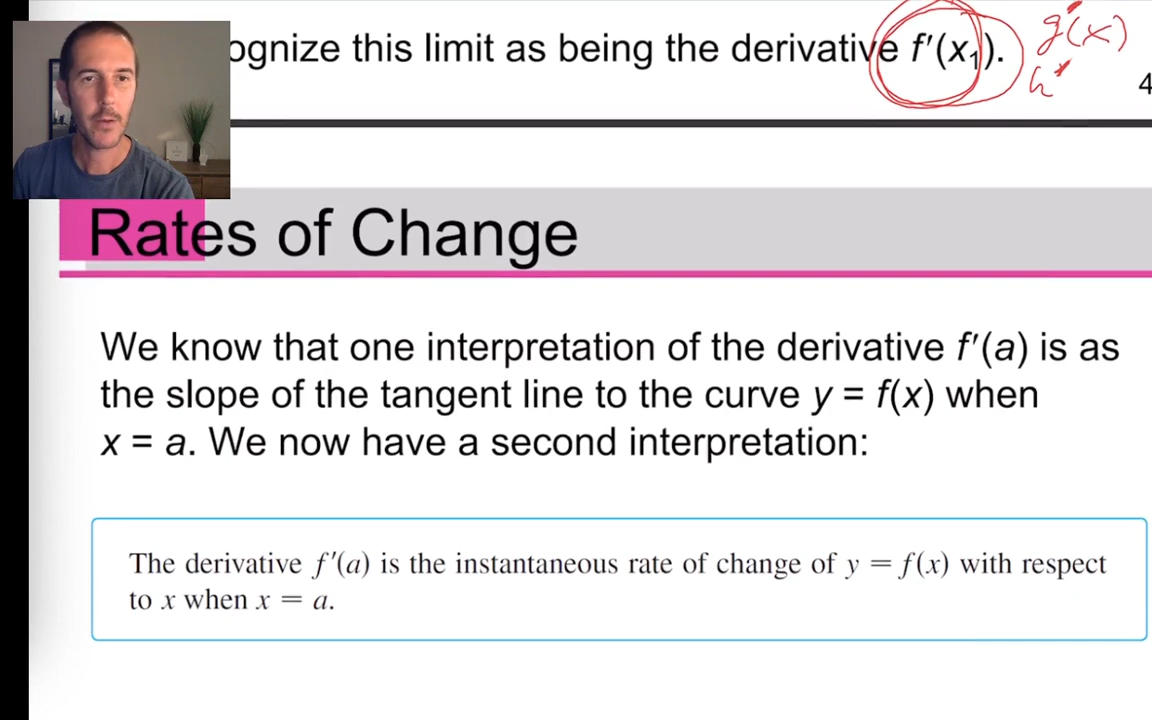 ognize this limit as being the derivative f'(x₁).
g'(x)
h'
4
Rates of Change
We know that one interpretation of the derivative f'(a) is as
the slope of the tangent line to the curve y = f(x) when
x = a. We now have a second interpretation:
The derivative f'(a) is the instantaneous rate of change of y = f(x) with respect
to x when x = a.